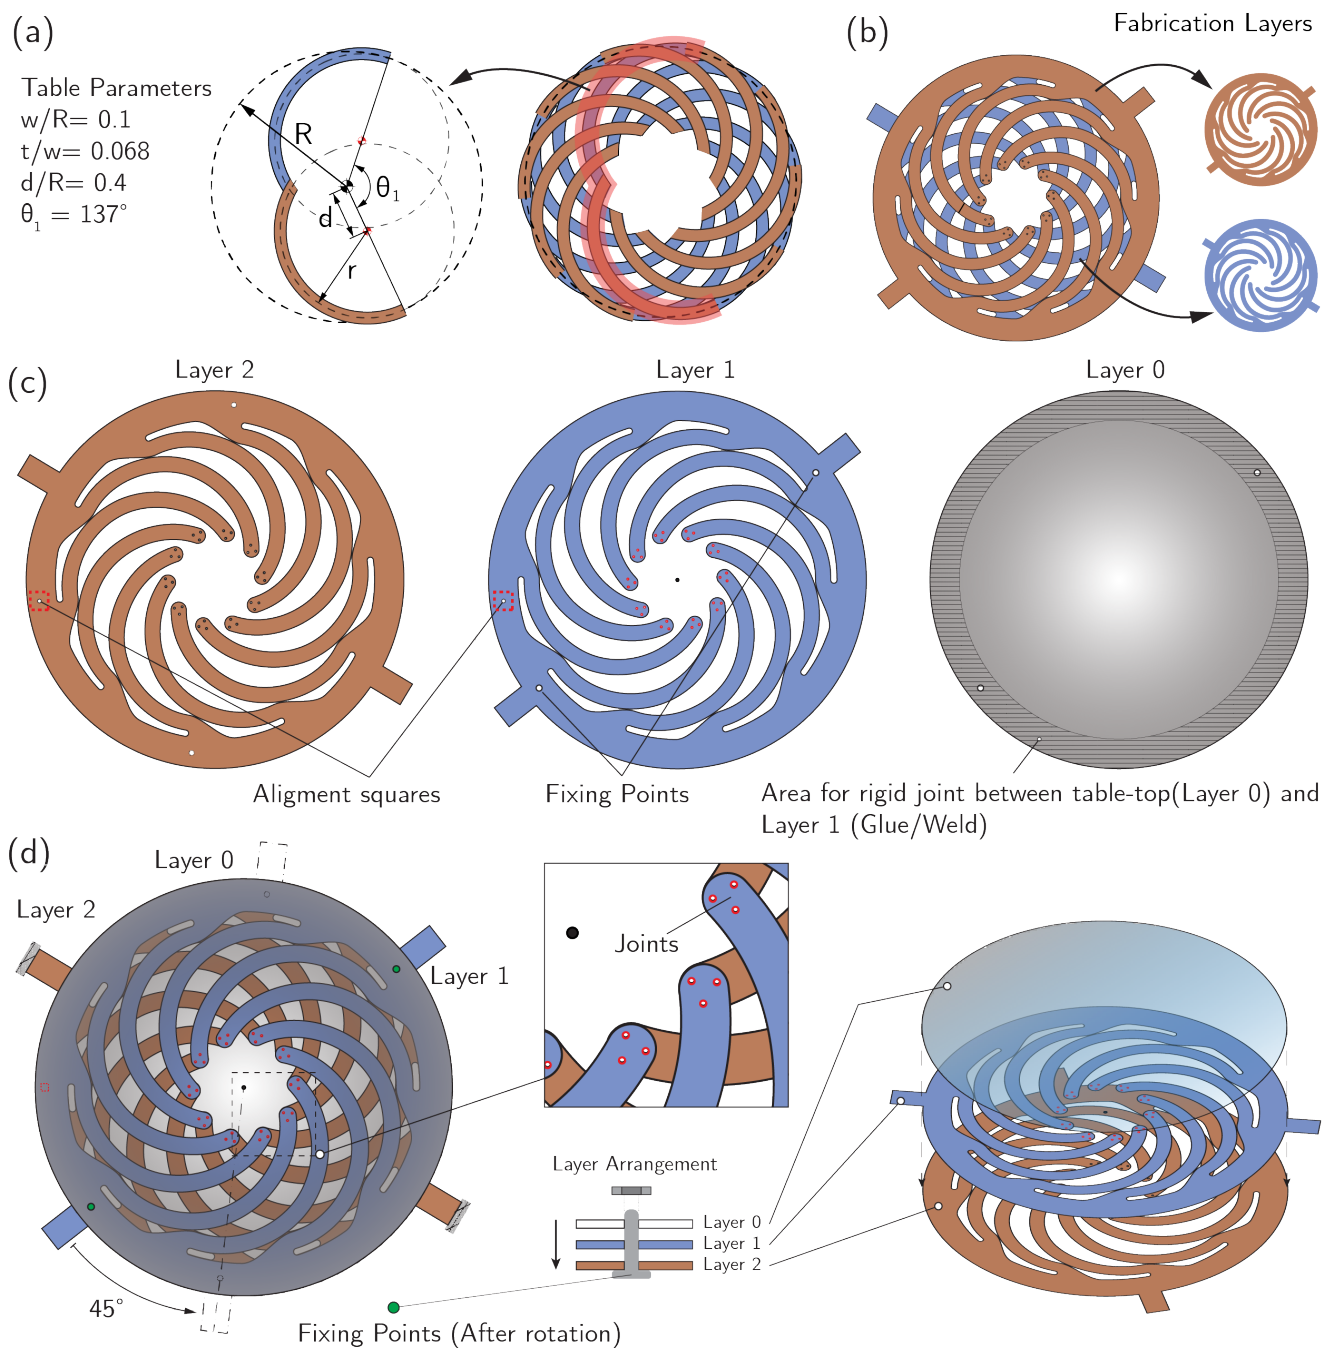 (a)
Table Parameters
w/R= 0.1
t/w= 0.068
d/R= 0.4
θ₁ = 137°
R
θ₁
d
r
(b)
Fabrication Layers
(c)
Layer 2
Layer 1
Layer 0
Aligment squares
Fixing Points
Area for rigid joint between table-top(Layer 0) and
Layer 1 (Glue/Weld)
(d)
Layer 0
Layer 2
Layer 1
45°
Joints
Layer Arrangement
Layer 0
Layer 1
Layer 2
Fixing Points (After rotation)